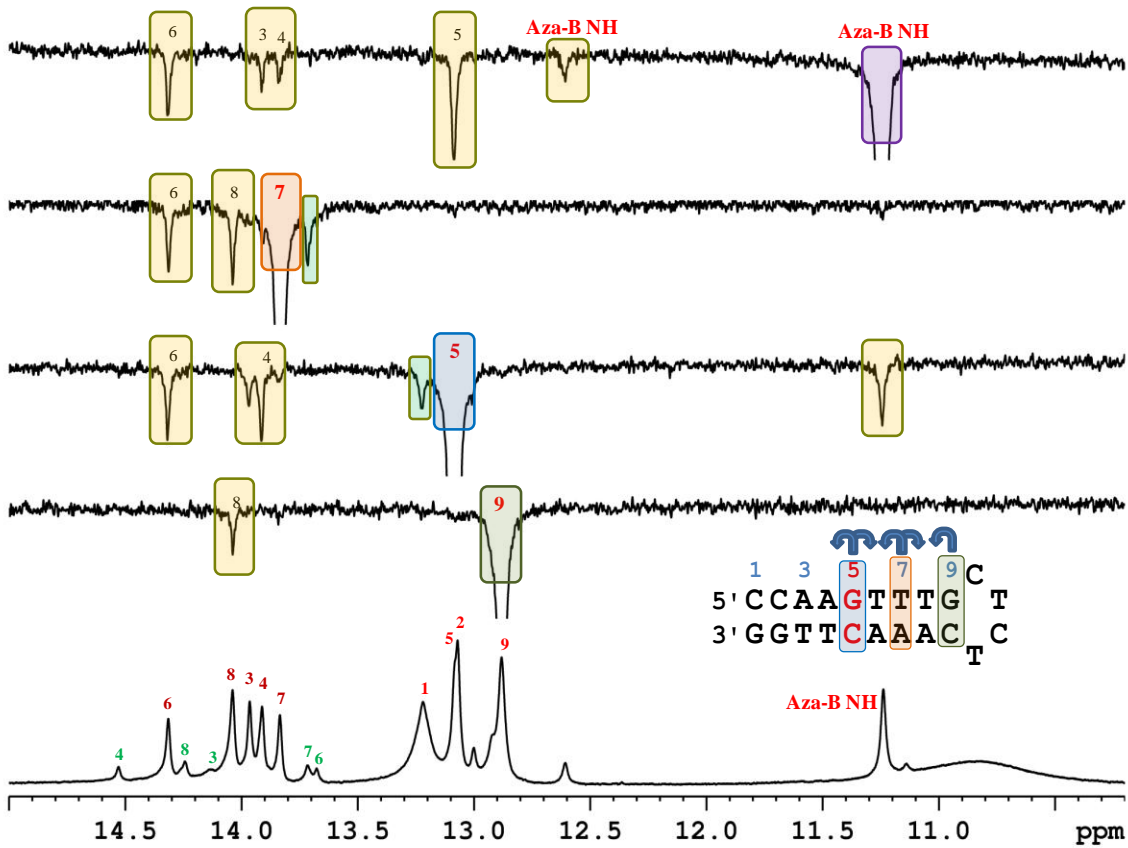 6 3 4 5 Aza-B NH Aza-B NH
6 8 7
6 4 5
8 9
1 3 5 7 9
C
5'CCAAGTTTG T
3'GGTTCAAAC C
T
6 8 3 4 7 1 5 2 9 Aza-B NH
4 8 3 7 6
14.5 14.0 13.5 13.0 12.5 12.0 11.5 11.0 ppm